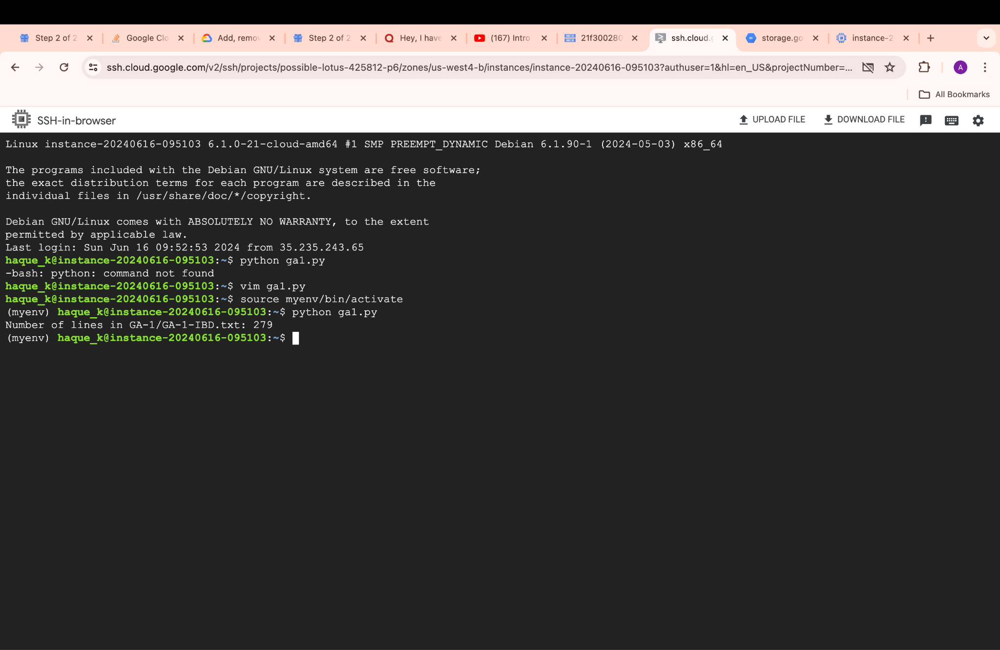 Step 2 of 2
Google Clo
Add, remov
Step 2 of 2
Hey, I have
(167) Intro
21f300280
ssh.cloud.g
storage.go
instance-2
ssh.cloud.google.com/v2/ssh/projects/possible-lotus-425812-p6/zones/us-west4-b/instances/instance-20240616-095103?authuser=1&hl=en_US&projectNumber=...
A
All Bookmarks
SSH-in-browser
UPLOAD FILE
DOWNLOAD FILE
Linux instance-20240616-095103 6.1.0-21-cloud-amd64 #1 SMP PREEMPT_DYNAMIC Debian 6.1.90-1 (2024-05-03) x86_64
The programs included with the Debian GNU/Linux system are free software;
the exact distribution terms for each program are described in the
individual files in /usr/share/doc/*/copyright.
Debian GNU/Linux comes with ABSOLUTELY NO WARRANTY, to the extent
permitted by applicable law.
Last login: Sun Jun 16 09:52:53 2024 from 35.235.243.65
haque_k@instance-20240616-095103:~$ python ga1.py
-bash: python: command not found
haque_k@instance-20240616-095103:~$ vim ga1.py
haque_k@instance-20240616-095103:~$ source myenv/bin/activate
(myenv) haque_k@instance-20240616-095103:~$ python ga1.py
Number of lines in GA-1/GA-1-IBD.txt: 279
(myenv) haque_k@instance-20240616-095103:~$